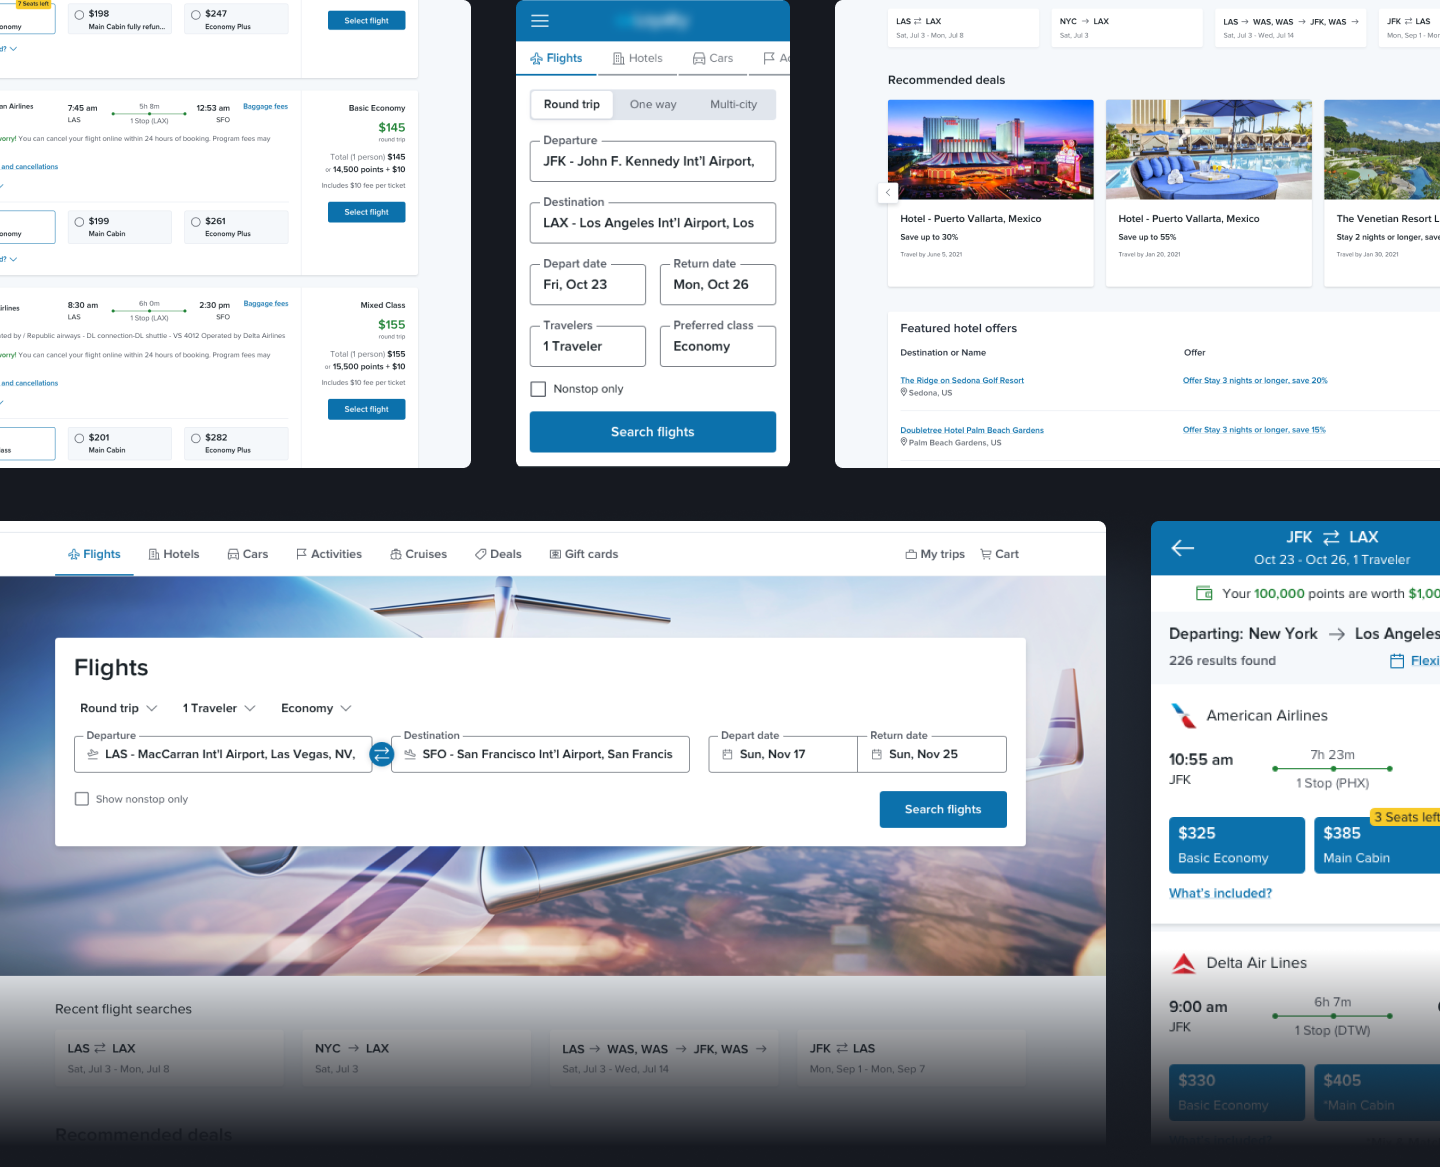 7 Seats left
onomy
$198
Main Cabin fully refun...
$247
Economy Plus
Select flight
d?
an Airlines
7:45 am
LAS
5h 8m
1 Stop (LAX)
12:53 am
SFO
Baggage fees
Basic Economy
$145
round trip
worry! You can cancel your flight online within 24 hours of booking. Program fees may
Total (1 person) $145
or 14,500 points + $10
Includes $10 fee per ticket
and cancellations
Select flight
onomy
$199
Main Cabin
$261
Economy Plus
d?
irlines
8:30 am
LAS
6h 0m
1 Stop (LAX)
2:30 pm
SFO
Baggage fees
Mixed Class
$155
round trip
ted by / Republic airways - DL connection-DL shuttle - VS 4012 Operated by Delta Airlines
worry! You can cancel your flight online within 24 hours of booking. Program fees may
Total (1 person) $155
or 15,500 points + $10
Includes $10 fee per ticket
and cancellations
Select flight
lass
$201
Main Cabin
$282
Economy Plus
Flights
Hotels
Cars
Ac
Round trip
One way
Multi-city
Departure
JFK - John F. Kennedy Int'l Airport,
Destination
LAX - Los Angeles Int'l Airport, Los
Depart date
Fri, Oct 23
Return date
Mon, Oct 26
Travelers
1 Traveler
Preferred class
Economy
Nonstop only
Search flights
LAS ⇄ LAX
Sat, Jul 3 - Mon, Jul 8
NYC → LAX
Sat, Jul 3
LAS → WAS, WAS → JFK, WAS →
Sat, Jul 3 - Wed, Jul 14
JFK ⇄ LAS
Mon, Sep 1 - Mon
Recommended deals
Hotel - Puerto Vallarta, Mexico
Save up to 30%
Travel by June 5, 2021
Hotel - Puerto Vallarta, Mexico
Save up to 55%
Travel by Jan 20, 2021
The Venetian Resort L
Stay 2 nights or longer, save
Travel by Jan 30, 2021
Featured hotel offers
Destination or Name
Offer
The Ridge on Sedona Golf Resort
Sedona, US
Offer Stay 3 nights or longer, save 20%
Doubletree Hotel Palm Beach Gardens
Palm Beach Gardens, US
Offer Stay 3 nights or longer, save 15%
Flights
Hotels
Cars
Activities
Cruises
Deals
Gift cards
My trips
Cart
Flights
Round trip
1 Traveler
Economy
Departure
LAS - MacCarran Int'l Airport, Las Vegas, NV,
Destination
SFO - San Francisco Int'l Airport, San Francis
Depart date
Sun, Nov 17
Return date
Sun, Nov 25
Show nonstop only
Search flights
Recent flight searches
LAS ⇄ LAX
Sat, Jul 3 - Mon, Jul 8
NYC → LAX
Sat, Jul 3
LAS → WAS, WAS → JFK, WAS →
Sat, Jul 3 - Wed, Jul 14
JFK ⇄ LAS
Mon, Sep 1 - Mon, Sep 7
Recommended deals
JFK ⇄ LAX
Oct 23 - Oct 26, 1 Traveler
Your 100,000 points are worth $1,00
Departing: New York → Los Angeles
226 results found
Flexi
American Airlines
10:55 am
JFK
7h 23m
1 Stop (PHX)
3 Seats left
$325
Basic Economy
$385
Main Cabin
What's included?
Delta Air Lines
9:00 am
JFK
6h 7m
1 Stop (DTW)
$330
Basic Economy
$405
"Main Cabin